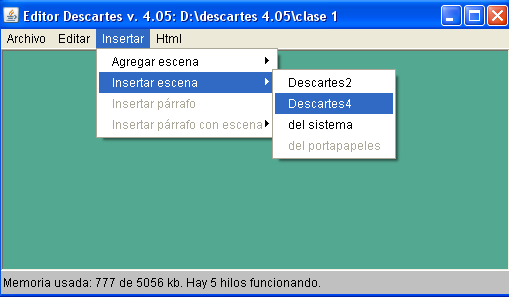 Editor Descartes v. 4.05: D:\descartes 4.05\clase 1
Archivo Editar Insertar Html
Agregar escena
Insertar escena
Insertar párrafo
Insertar párrafo con escena
Descartes2
Descartes4
del sistema
del portapapeles
Memoria usada: 777 de 5056 kb. Hay 5 hilos funcionando.